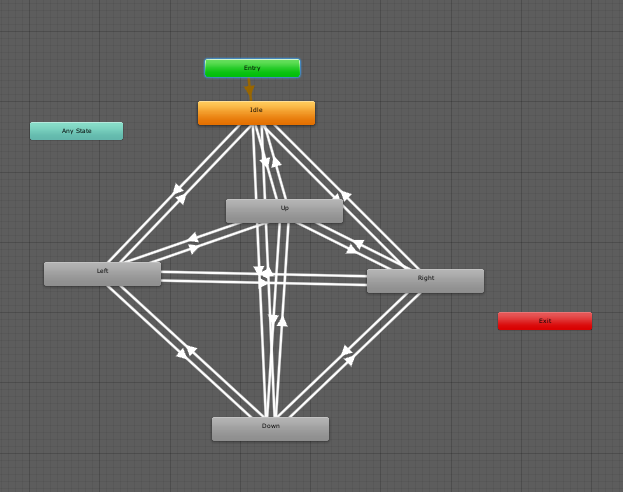 Entry
Idle
Any State
Up
Left
Right
Exit
Down